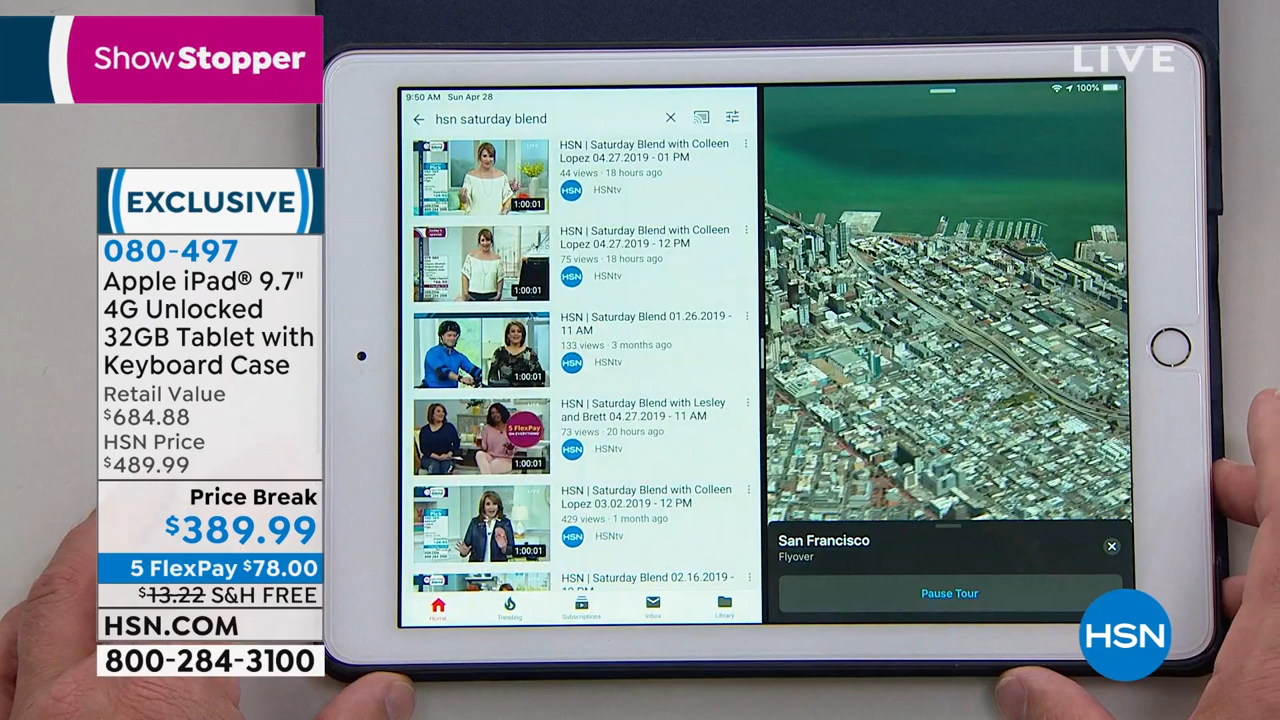 ShowStopper
LIVE
EXCLUSIVE
080-497
Apple iPad® 9.7"
4G Unlocked
32GB Tablet with
Keyboard Case
Retail Value
$684.88
HSN Price
$489.99
Price Break
$389.99
5 FlexPay $78.00
$13.22 S&H FREE
HSN.COM
800-284-3100
9:50 AM Sun Apr 28
hsn saturday blend
HSN | Saturday Blend with Colleen
Lopez 04.27.2019 - 01 PM
44 views · 18 hours ago
HSN HSNtv
1:00:01
HSN | Saturday Blend with Colleen
Lopez 04.27.2019 - 12 PM
75 views · 18 hours ago
HSN HSNtv
1:00:01
HSN | Saturday Blend 01.26.2019 -
11 AM
133 views · 3 months ago
HSN HSNtv
1:00:01
HSN | Saturday Blend with Lesley
and Brett 04.27.2019 - 11 AM
73 views · 20 hours ago
HSN HSNtv
5 FlexPay
ON EVERYTHING
1:00:01
HSN | Saturday Blend with Colleen
Lopez 03.02.2019 - 12 PM
429 views · 1 month ago
HSN HSNtv
1:00:01
HSN | Saturday Blend 02.16.2019 -
Home
Trending
Subscriptions
Inbox
Library
100%
San Francisco
Flyover
Pause Tour
HSN